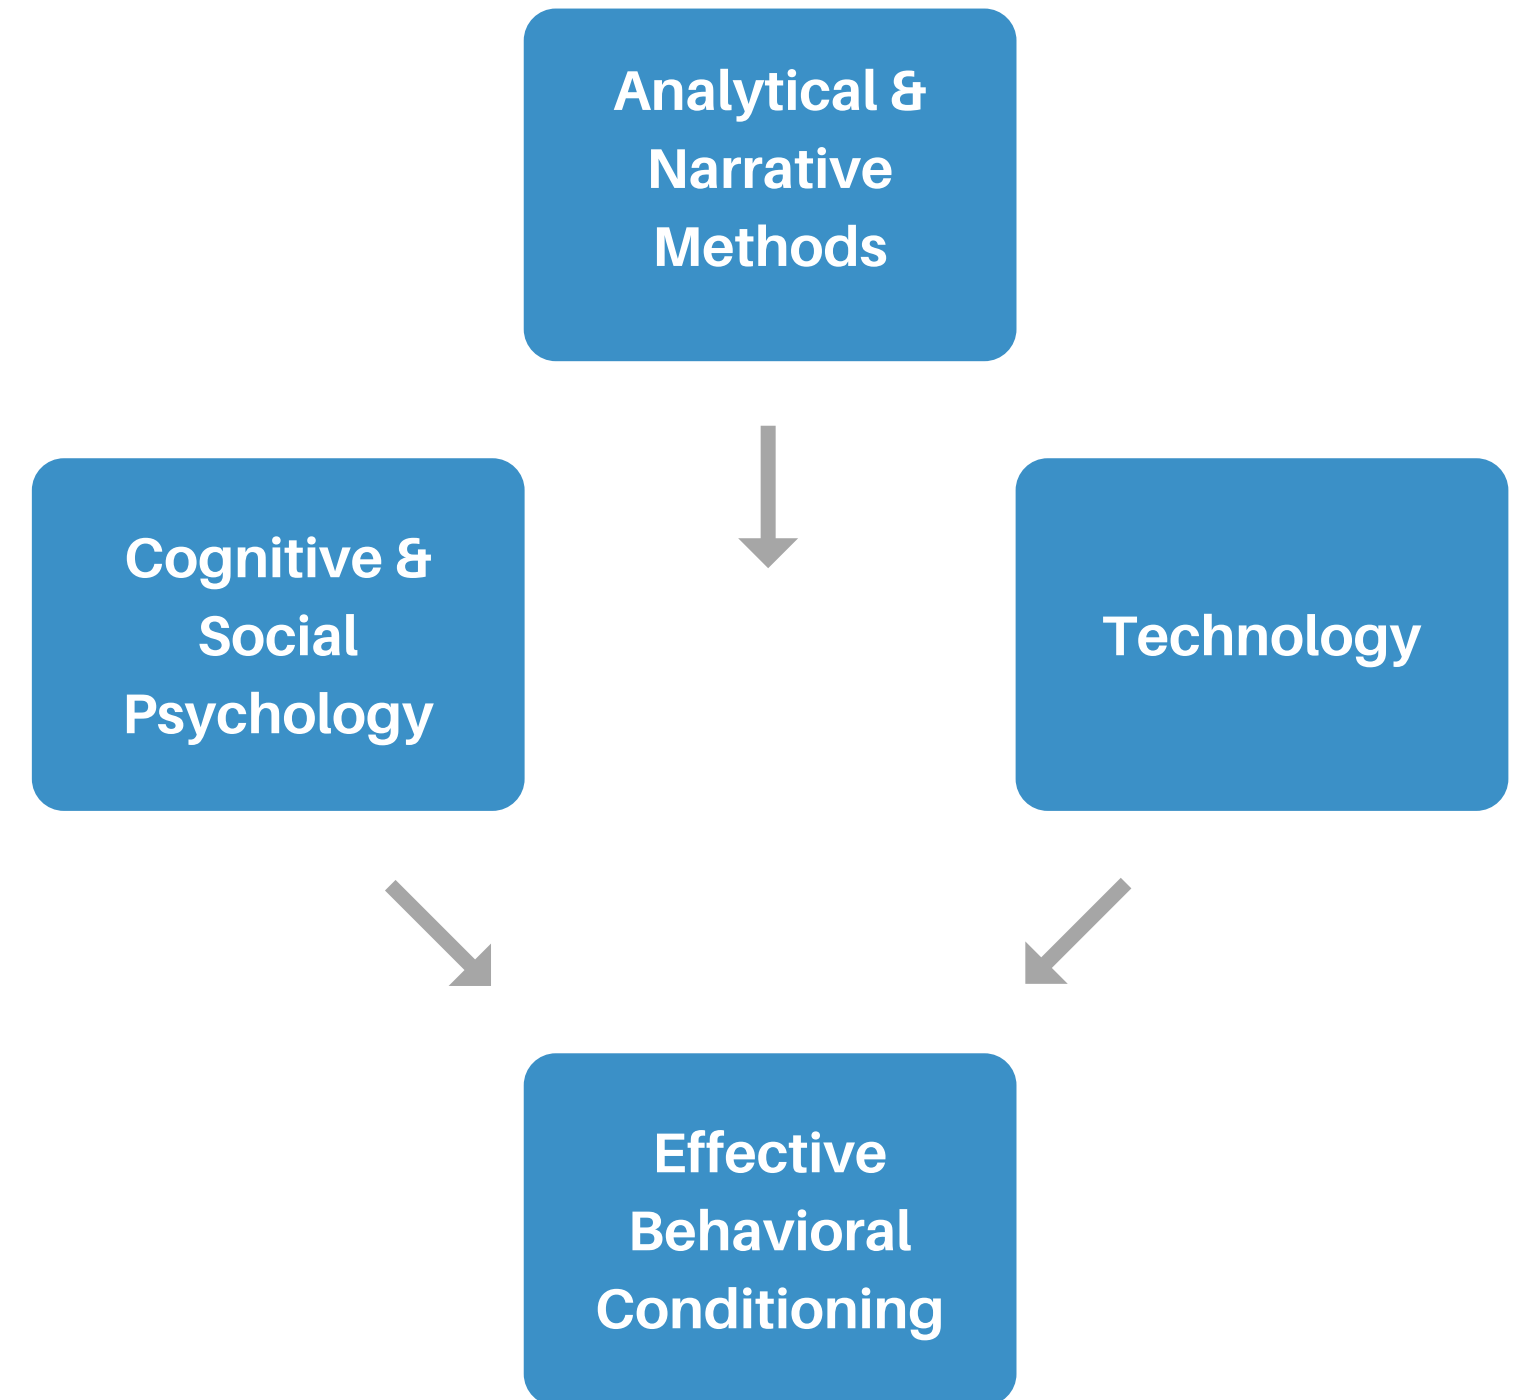 Analytical &
Narrative
Methods
Cognitive &
Social
Psychology
Technology
Effective
Behavioral
Conditioning